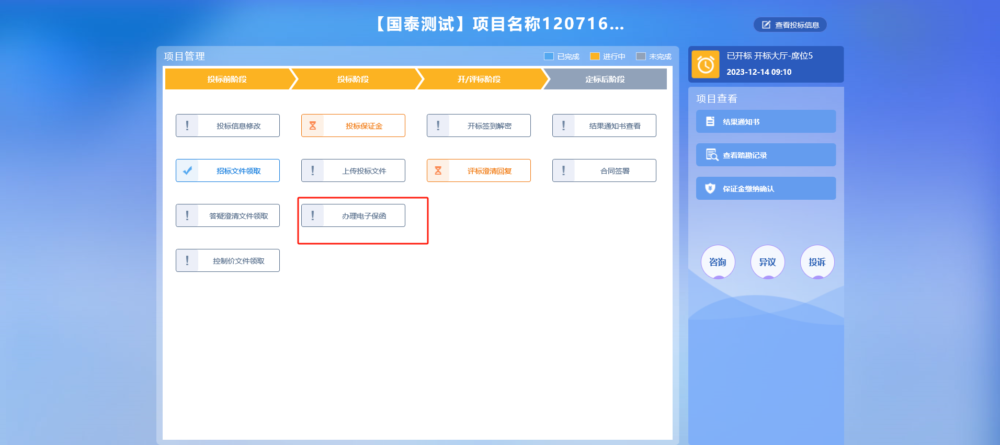 【国泰测试】项目名称120716...
查看投标信息
项目管理
已完成 进行中 未完成
投标前阶段 投标阶段 开/评标阶段 定标后阶段
投标信息修改 投标保证金 开标签到解密 结果通知书查看
招标文件领取 上传投标文件 评标澄清回复 合同签署
答疑澄清文件领取 办理电子保函
控制价文件领取
已开标 开标大厅-席位5
2023-12-14 09:10
项目查看
结果通知书
查看踏勘记录
保证金缴纳确认
咨询 异议 投诉